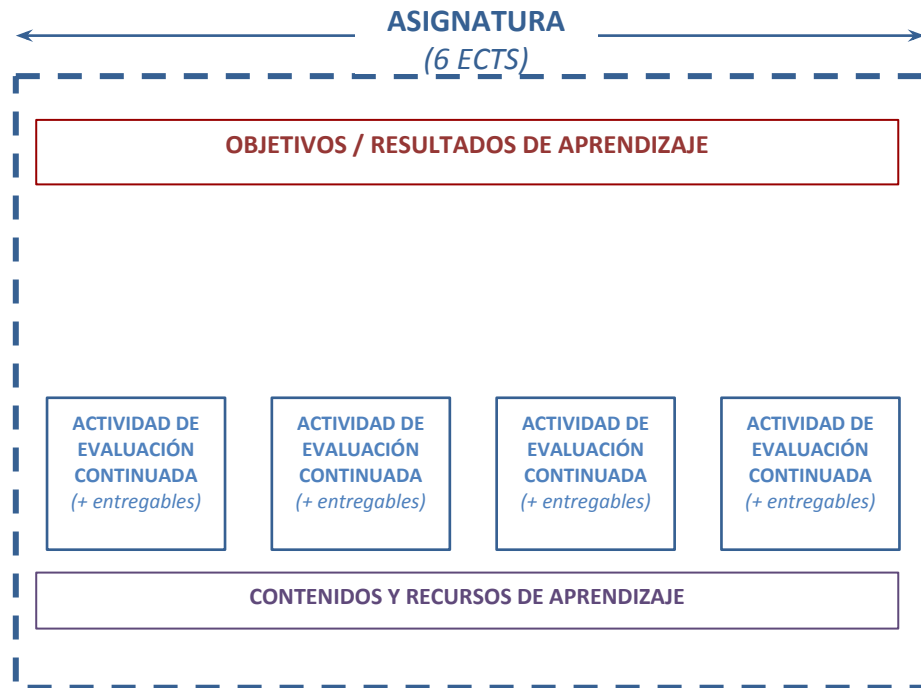 ASIGNATURA
(6 ECTS)
OBJETIVOS / RESULTADOS DE APRENDIZAJE
ACTIVIDAD DE
EVALUACIÓN
CONTINUADA
(+ entregables)
ACTIVIDAD DE
EVALUACIÓN
CONTINUADA
(+ entregables)
ACTIVIDAD DE
EVALUACIÓN
CONTINUADA
(+ entregables)
ACTIVIDAD DE
EVALUACIÓN
CONTINUADA
(+ entregables)
CONTENIDOS Y RECURSOS DE APRENDIZAJE